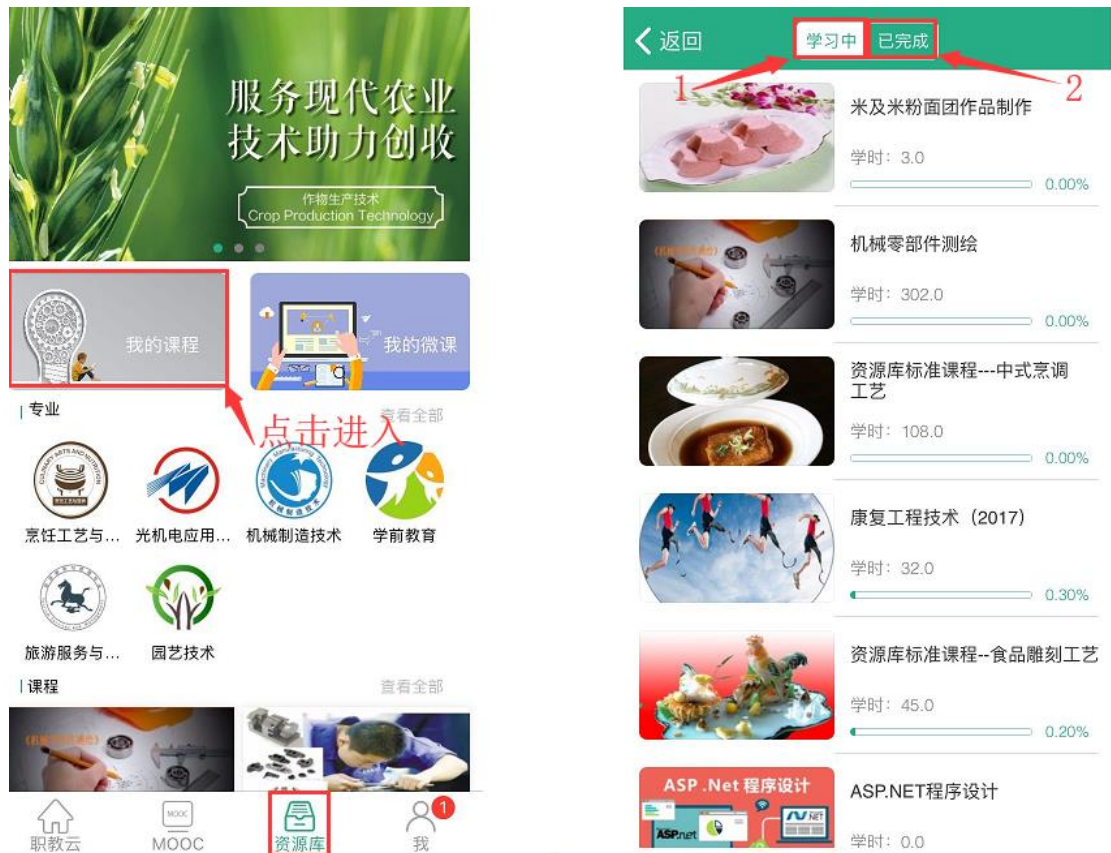 服务现代农业
技术助力创收
作物生产技术
Crop Production Technology
我的课程
我的微课
专业
查看全部
点击进入
烹饪工艺与...
光机电应用...
机械制造技术
学前教育
旅游服务与...
园艺技术
课程
查看全部
职教云
MOOC
MOOC
资源库
我
1
返回
学习中
已完成
1
2
米及米粉面团作品制作
学时：3.0
0.00%
机械零部件测绘
学时：302.0
0.00%
资源库标准课程---中式烹调
工艺
学时：108.0
0.00%
康复工程技术（2017）
学时：32.0
0.30%
资源库标准课程--食品雕刻工艺
学时：45.0
0.20%
ASP .Net 程序设计
ASP.net
.NET
ASP.NET程序设计
学时：0.0